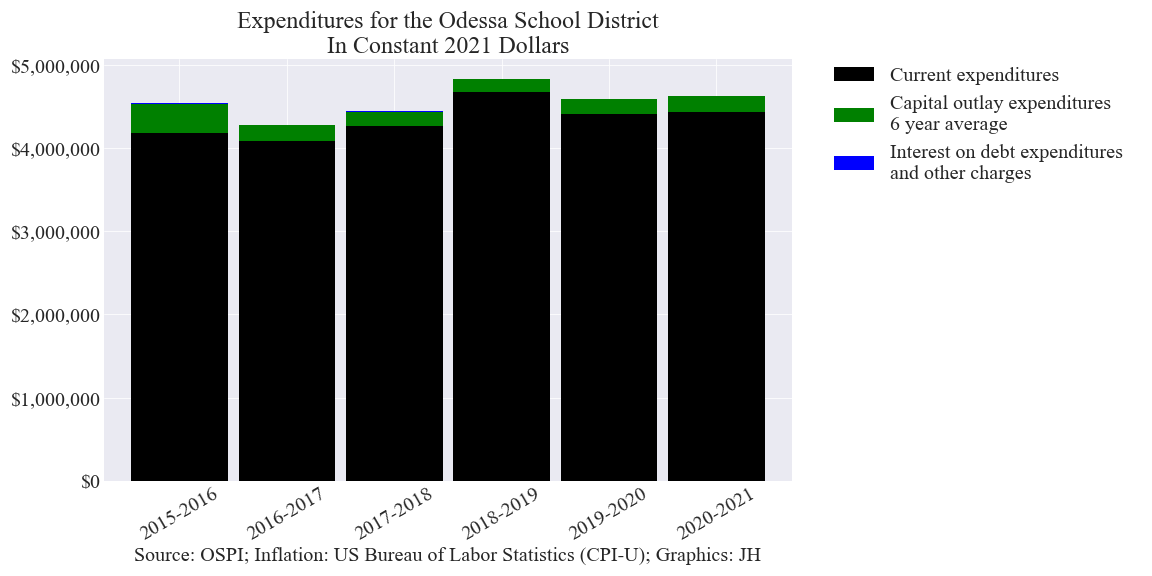 Expenditures for the Odessa School District
In Constant 2021 Dollars
$5,000,000
$4,000,000
$3,000,000
$2,000,000
$1,000,000
$0
2015-2016
2016-2017
2017-2018
2018-2019
2019-2020
2020-2021
Source: OSPI; Inflation: US Bureau of Labor Statistics (CPI-U); Graphics: JH
Current expenditures
Capital outlay expenditures
6 year average
Interest on debt expenditures
and other charges